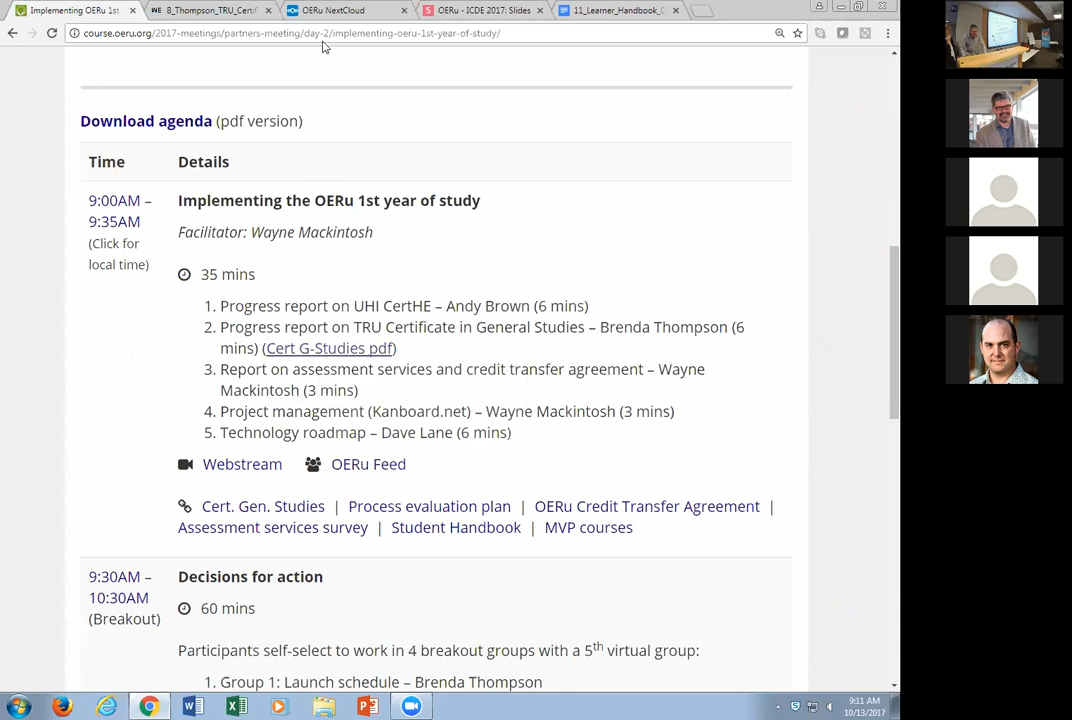 Implementing OERu 1st
B_Thompson_TRU_Certif
OERu NextCloud
OERu - ICDE 2017: Slides
11_Learner_Handbook_C
course.oeru.org/2017-meetings/partners-meeting/day-2/implementing-oeru-1st-year-of-study/
Download agenda (pdf version)
Time Details
9:00AM –
9:35AM
(Click for
local time)
Implementing the OERu 1st year of study
Facilitator: Wayne Mackintosh
35 mins
1. Progress report on UHI CertHE – Andy Brown (6 mins)
2. Progress report on TRU Certificate in General Studies – Brenda Thompson (6
mins) (Cert G-Studies pdf)
3. Report on assessment services and credit transfer agreement – Wayne
Mackintosh (3 mins)
4. Project management (Kanboard.net) – Wayne Mackintosh (3 mins)
5. Technology roadmap – Dave Lane (6 mins)
Webstream OERu Feed
Cert. Gen. Studies | Process evaluation plan | OERu Credit Transfer Agreement |
Assessment services survey | Student Handbook | MVP courses
9:30AM –
10:30AM
(Breakout)
Decisions for action
60 mins
Participants self-select to work in 4 breakout groups with a 5th virtual group:
1. Group 1: Launch schedule – Brenda Thompson
9:11 AM
10/13/2017